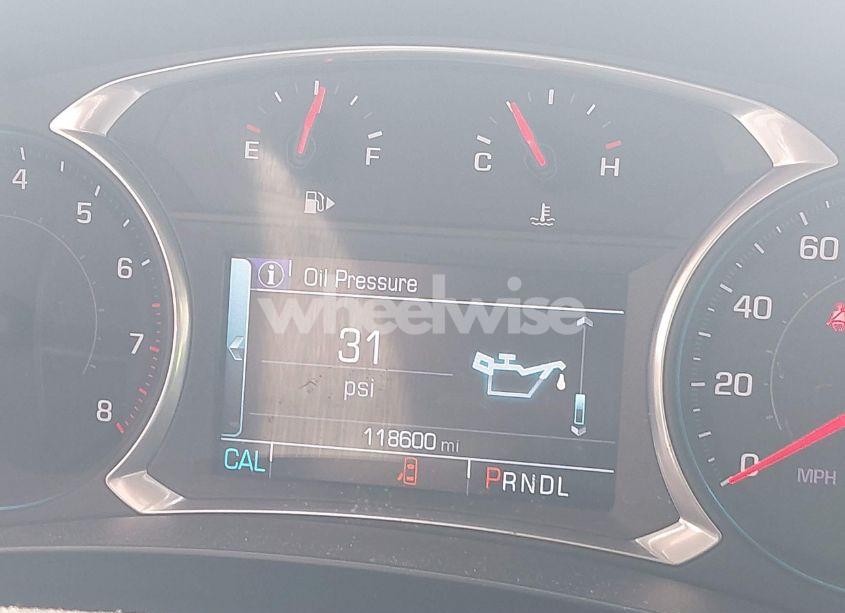 E F
C H
4
5
6
7
8
60
40
20
0
MPH
i Oil Pressure
wheelwise
31
psi
118600 mi
CAL PRNDL